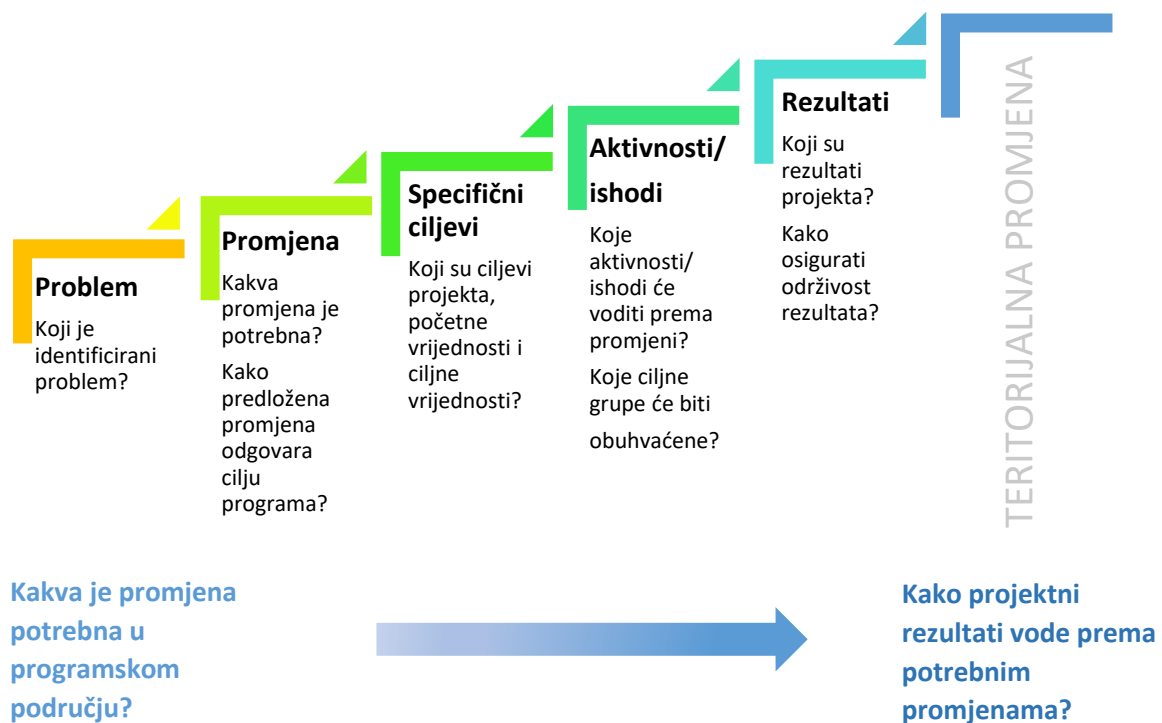 Problem
Koji je
identificirani
problem?
Promjena
Kakva
promjena je
potrebna?
Kako
predložena
promjena
odgovara
cilju
programa?
Specifični
ciljevi
Koji su ciljevi
projekta,
početne
vrijednosti i
ciljne
vrijednosti?
Aktivnosti/
ishodi
Koje
aktivnosti/
ishodi će
voditi prema
promjeni?
Koje ciljne
grupe će biti
obuhvaćene?
Rezultati
Koji su
rezultati
projekta?
Kako
osigurati
održivost
rezultata?
TERITORIJALNA PROMJENA
Kakva je promjena
potrebna u
programskom
području?
Kako projektni
rezultati vode prema
potrebnim
promjenama?